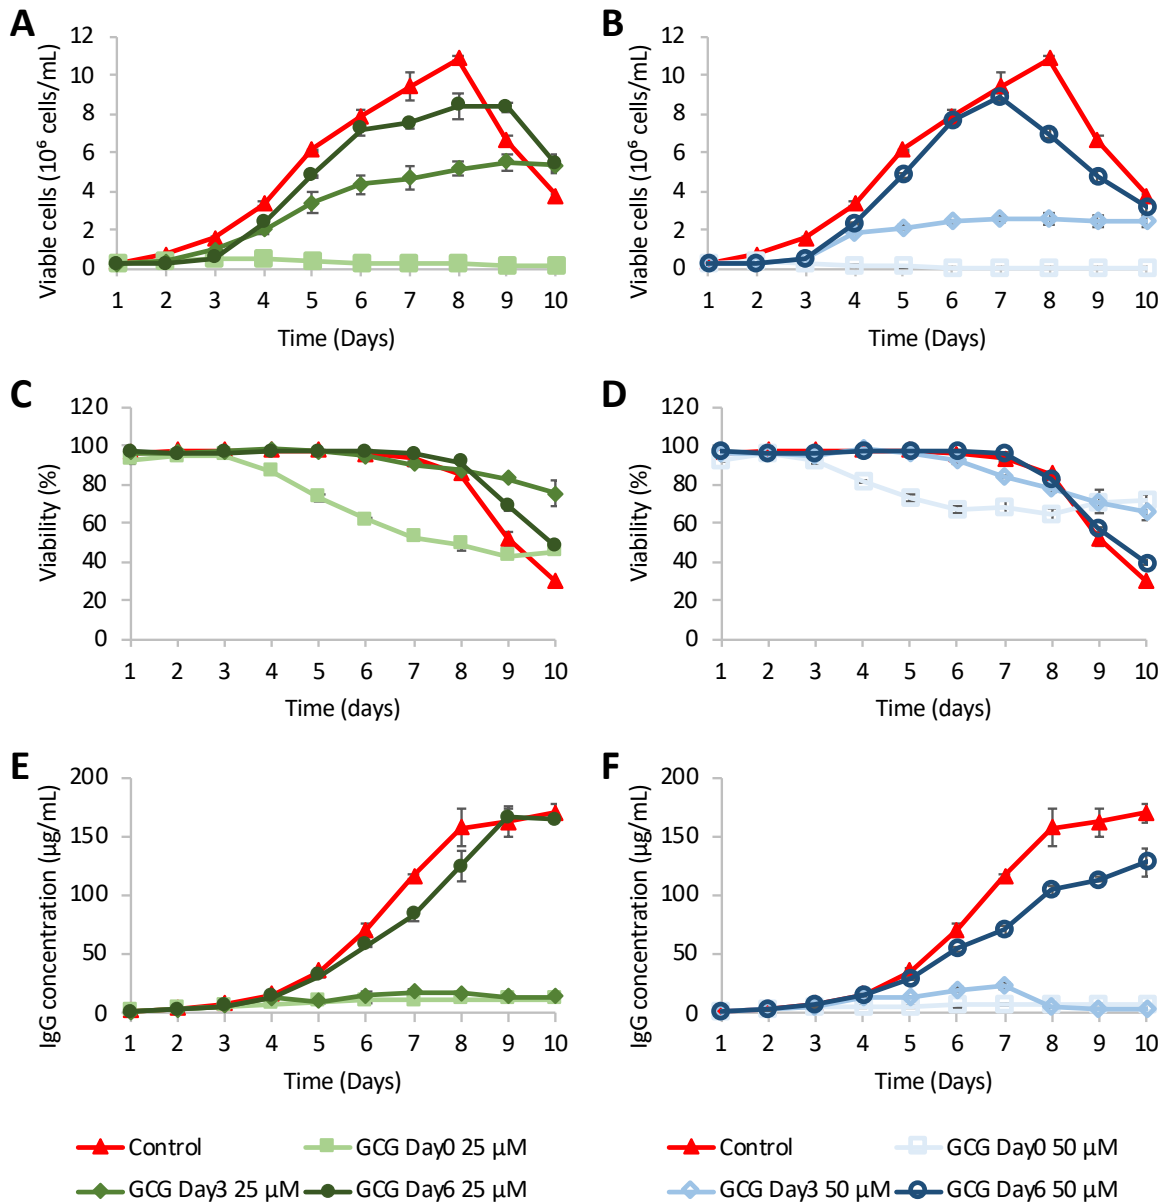 A
Viable cells (10⁶ cells/mL)
12
10
8
6
4
2
0
1 2 3 4 5 6 7 8 9 10
Time (Days)
B
Viable cells (10⁶ cells/mL)
12
10
8
6
4
2
0
1 2 3 4 5 6 7 8 9 10
Time (Days)
C
Viability (%)
120
100
80
60
40
20
0
1 2 3 4 5 6 7 8 9 10
Time (days)
D
Viability (%)
120
100
80
60
40
20
0
1 2 3 4 5 6 7 8 9 10
Time (days)
E
IgG concentration (µg/mL)
200
150
100
50
0
1 2 3 4 5 6 7 8 9 10
Time (Days)
F
IgG concentration (µg/mL)
200
150
100
50
0
1 2 3 4 5 6 7 8 9 10
Time (Days)
Control GCG Day0 25 µM
GCG Day3 25 µM GCG Day6 25 µM
Control GCG Day0 50 µM
GCG Day3 50 µM GCG Day6 50 µM